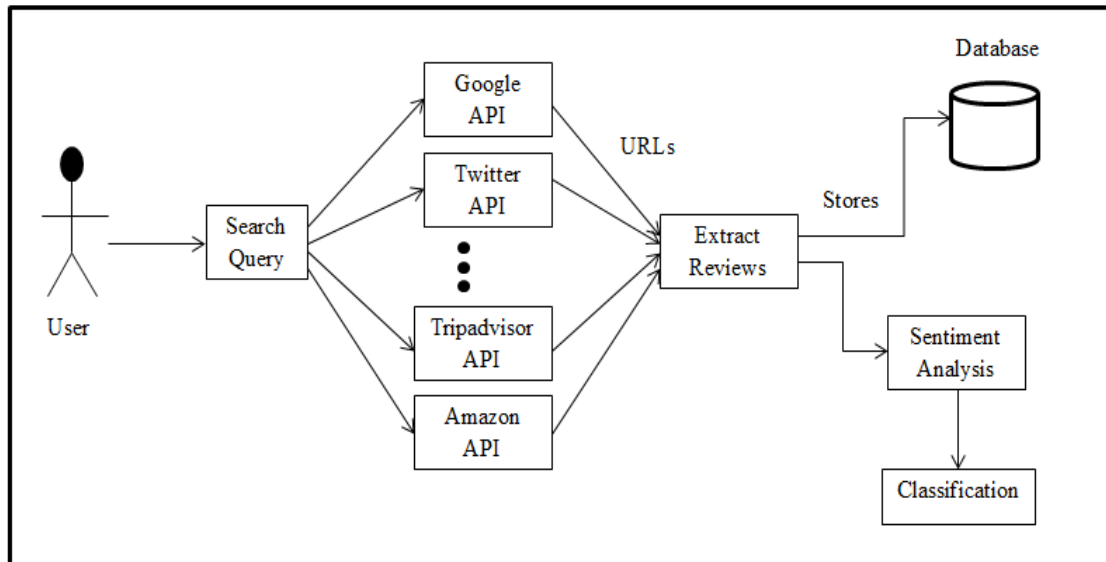 User
Search
Query
Google
API
Twitter
API
Tripadvisor
API
Amazon
API
URLs
Extract
Reviews
Stores
Database
Sentiment
Analysis
Classification